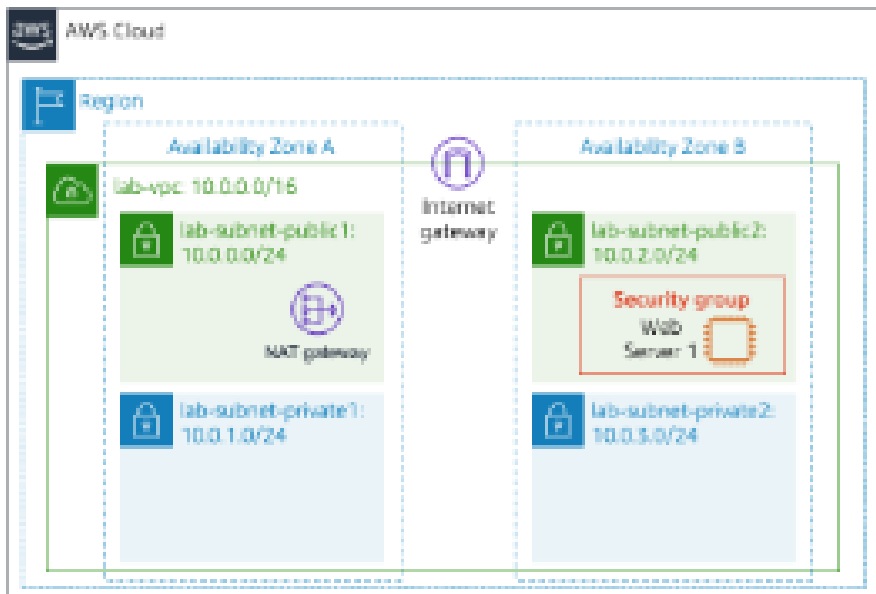 aws
AWS Cloud
Region
Availability Zone A
Availability Zone B
lab-vpc: 10.0.0.0/16
Internet
gateway
lab-subnet-public1:
10.0.0.0/24
NAT gateway
lab-subnet-public2:
10.0.2.0/24
Security group
Web
Server 1
lab-subnet-private1:
10.0.1.0/24
lab-subnet-private2: